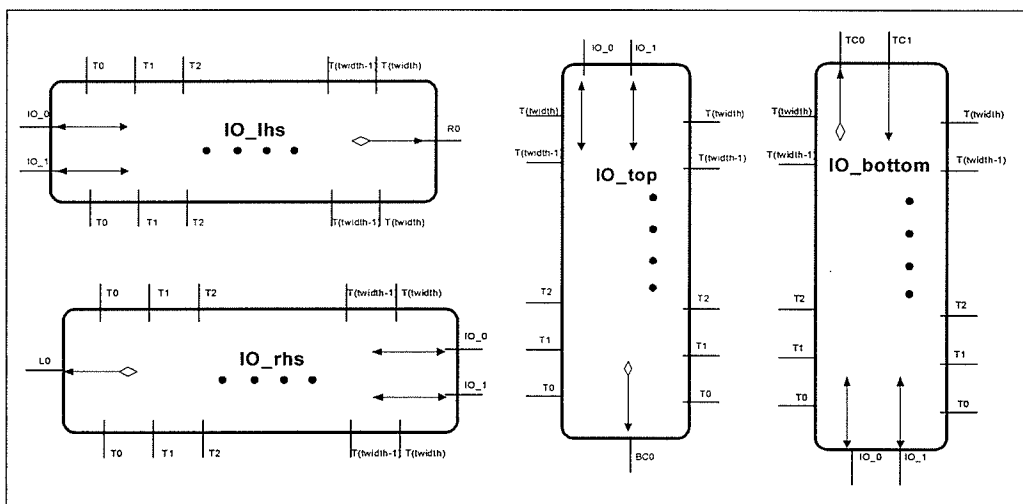 T0 T1 T2 T(twidth-1) T(twidth)
IO_0
IO_lhs
R0
IO_1
T0 T1 T2 T(twidth-1) T(twidth)
T0 T1 T2 T(twidth-1) T(twidth)
IO_0
L0
IO_rhs
IO_1
T0 T1 T2 T(twidth-1) T(twidth)
IO_0 IO_1
T(twidth) T(twidth)
T(twidth-1) T(twidth-1)
IO_top
T2 T2
T1 T1
T0 T0
BC0
TC0 TC1
T(twidth) T(twidth)
T(twidth-1) T(twidth-1)
IO_bottom
T2 T2
T1 T1
T0 T0
IO_0 IO_1